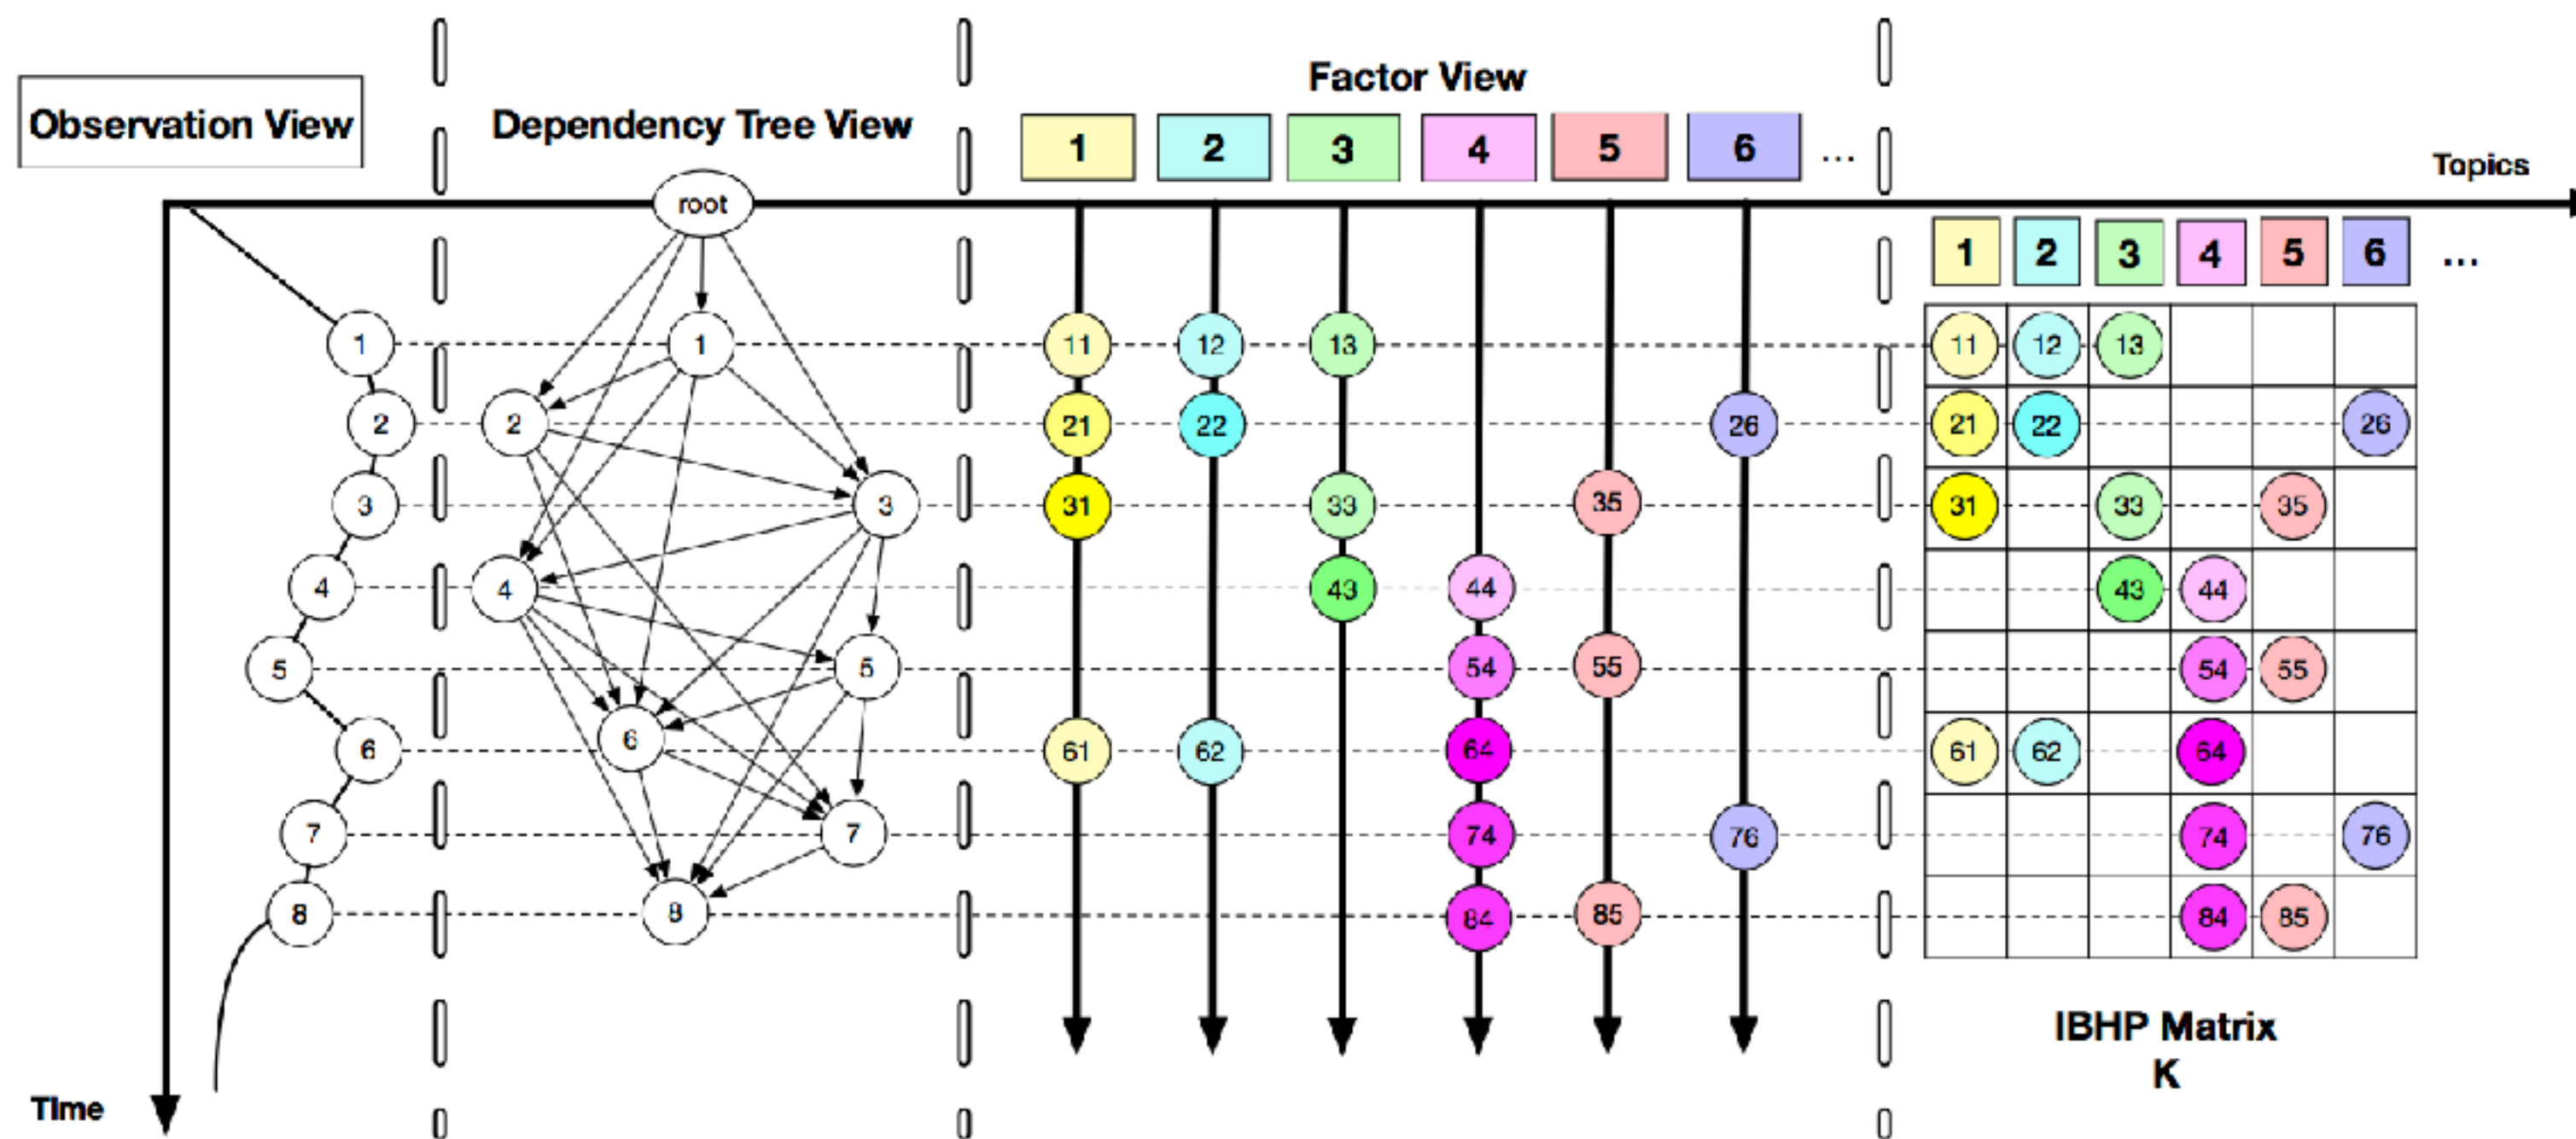 Factor View
Observation View
Dependency Tree View
1 2 3 4 5 6 ...
Topics
root
1 2 3 4 5 6 ...
1 1 11 12 13 11 12 13
2 2 21 22 26 21 22 26
3 3 31 33 35 31 33 35
4 4 43 44 43 44
5 5 54 55 54 55
6 6 61 62 64 61 62 64
7 7 74 76 74 76
8 8 84 85 84 85
IBHP Matrix
K
Time